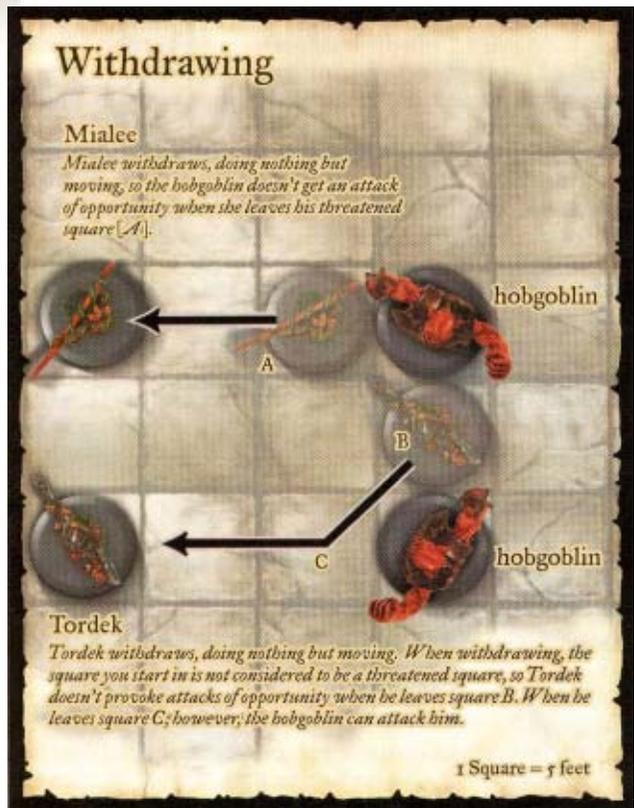 Withdrawing
Mialee
Mialee withdraws, doing nothing but
moving, so the hobgoblin doesn't get an attack
of opportunity when she leaves his threatened
square [A].
hobgoblin
A
B
C
hobgoblin
Tordek
Tordek withdraws, doing nothing but moving. When withdrawing, the
square you start in is not considered to be a threatened square, so Tordek
doesn't provoke attacks of opportunity when he leaves square B. When he
leaves square C, however, the hobgoblin can attack him.
1 Square = 5 feet